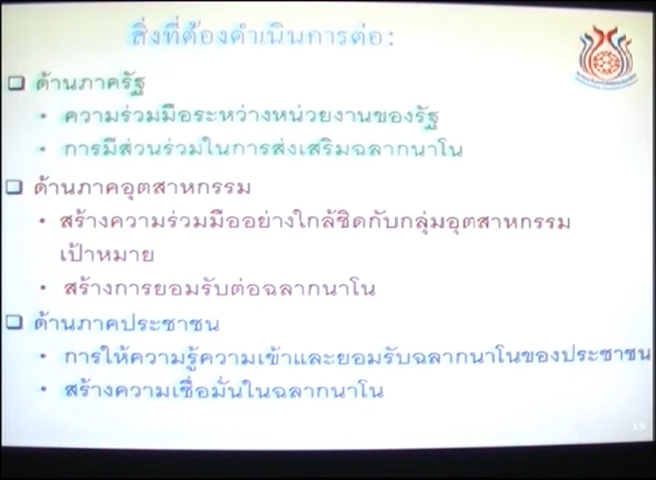 สิ่งที่ต้องดำเนินการต่อ:
ด้านภาครัฐ
• ความร่วมมือระหว่างหน่วยงานของรัฐ
• การมีส่วนร่วมในการส่งเสริมฉลากนาโน
ด้านภาคอุตสาหกรรม
• สร้างความร่วมมืออย่างใกล้ชิดกับกลุ่มอุตสาหกรรม
เป้าหมาย
• สร้างการยอมรับต่อฉลากนาโน
ด้านภาคประชาชน
• การให้ความรู้ความเข้าและยอมรับฉลากนาโนของประชาชน
• สร้างความเชื่อมั่นในฉลากนาโน
15